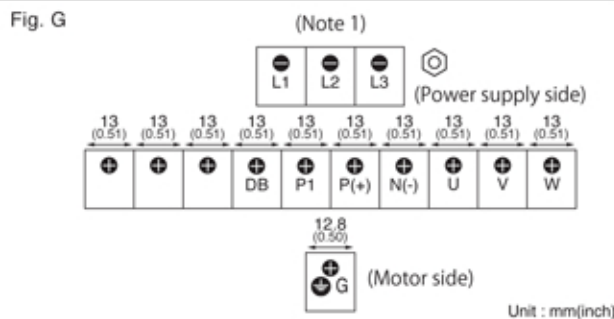 Fig. G
(Note 1)
L1 L2 L3
(Power supply side)
13 13 13 13 13 13 13 13 13 13
(0.51) (0.51) (0.51) (0.51) (0.51) (0.51) (0.51) (0.51) (0.51) (0.51)
DB P1 P(+) N(-) U V W
12.8
(0.50)
G (Motor side)
Unit : mm(inch)